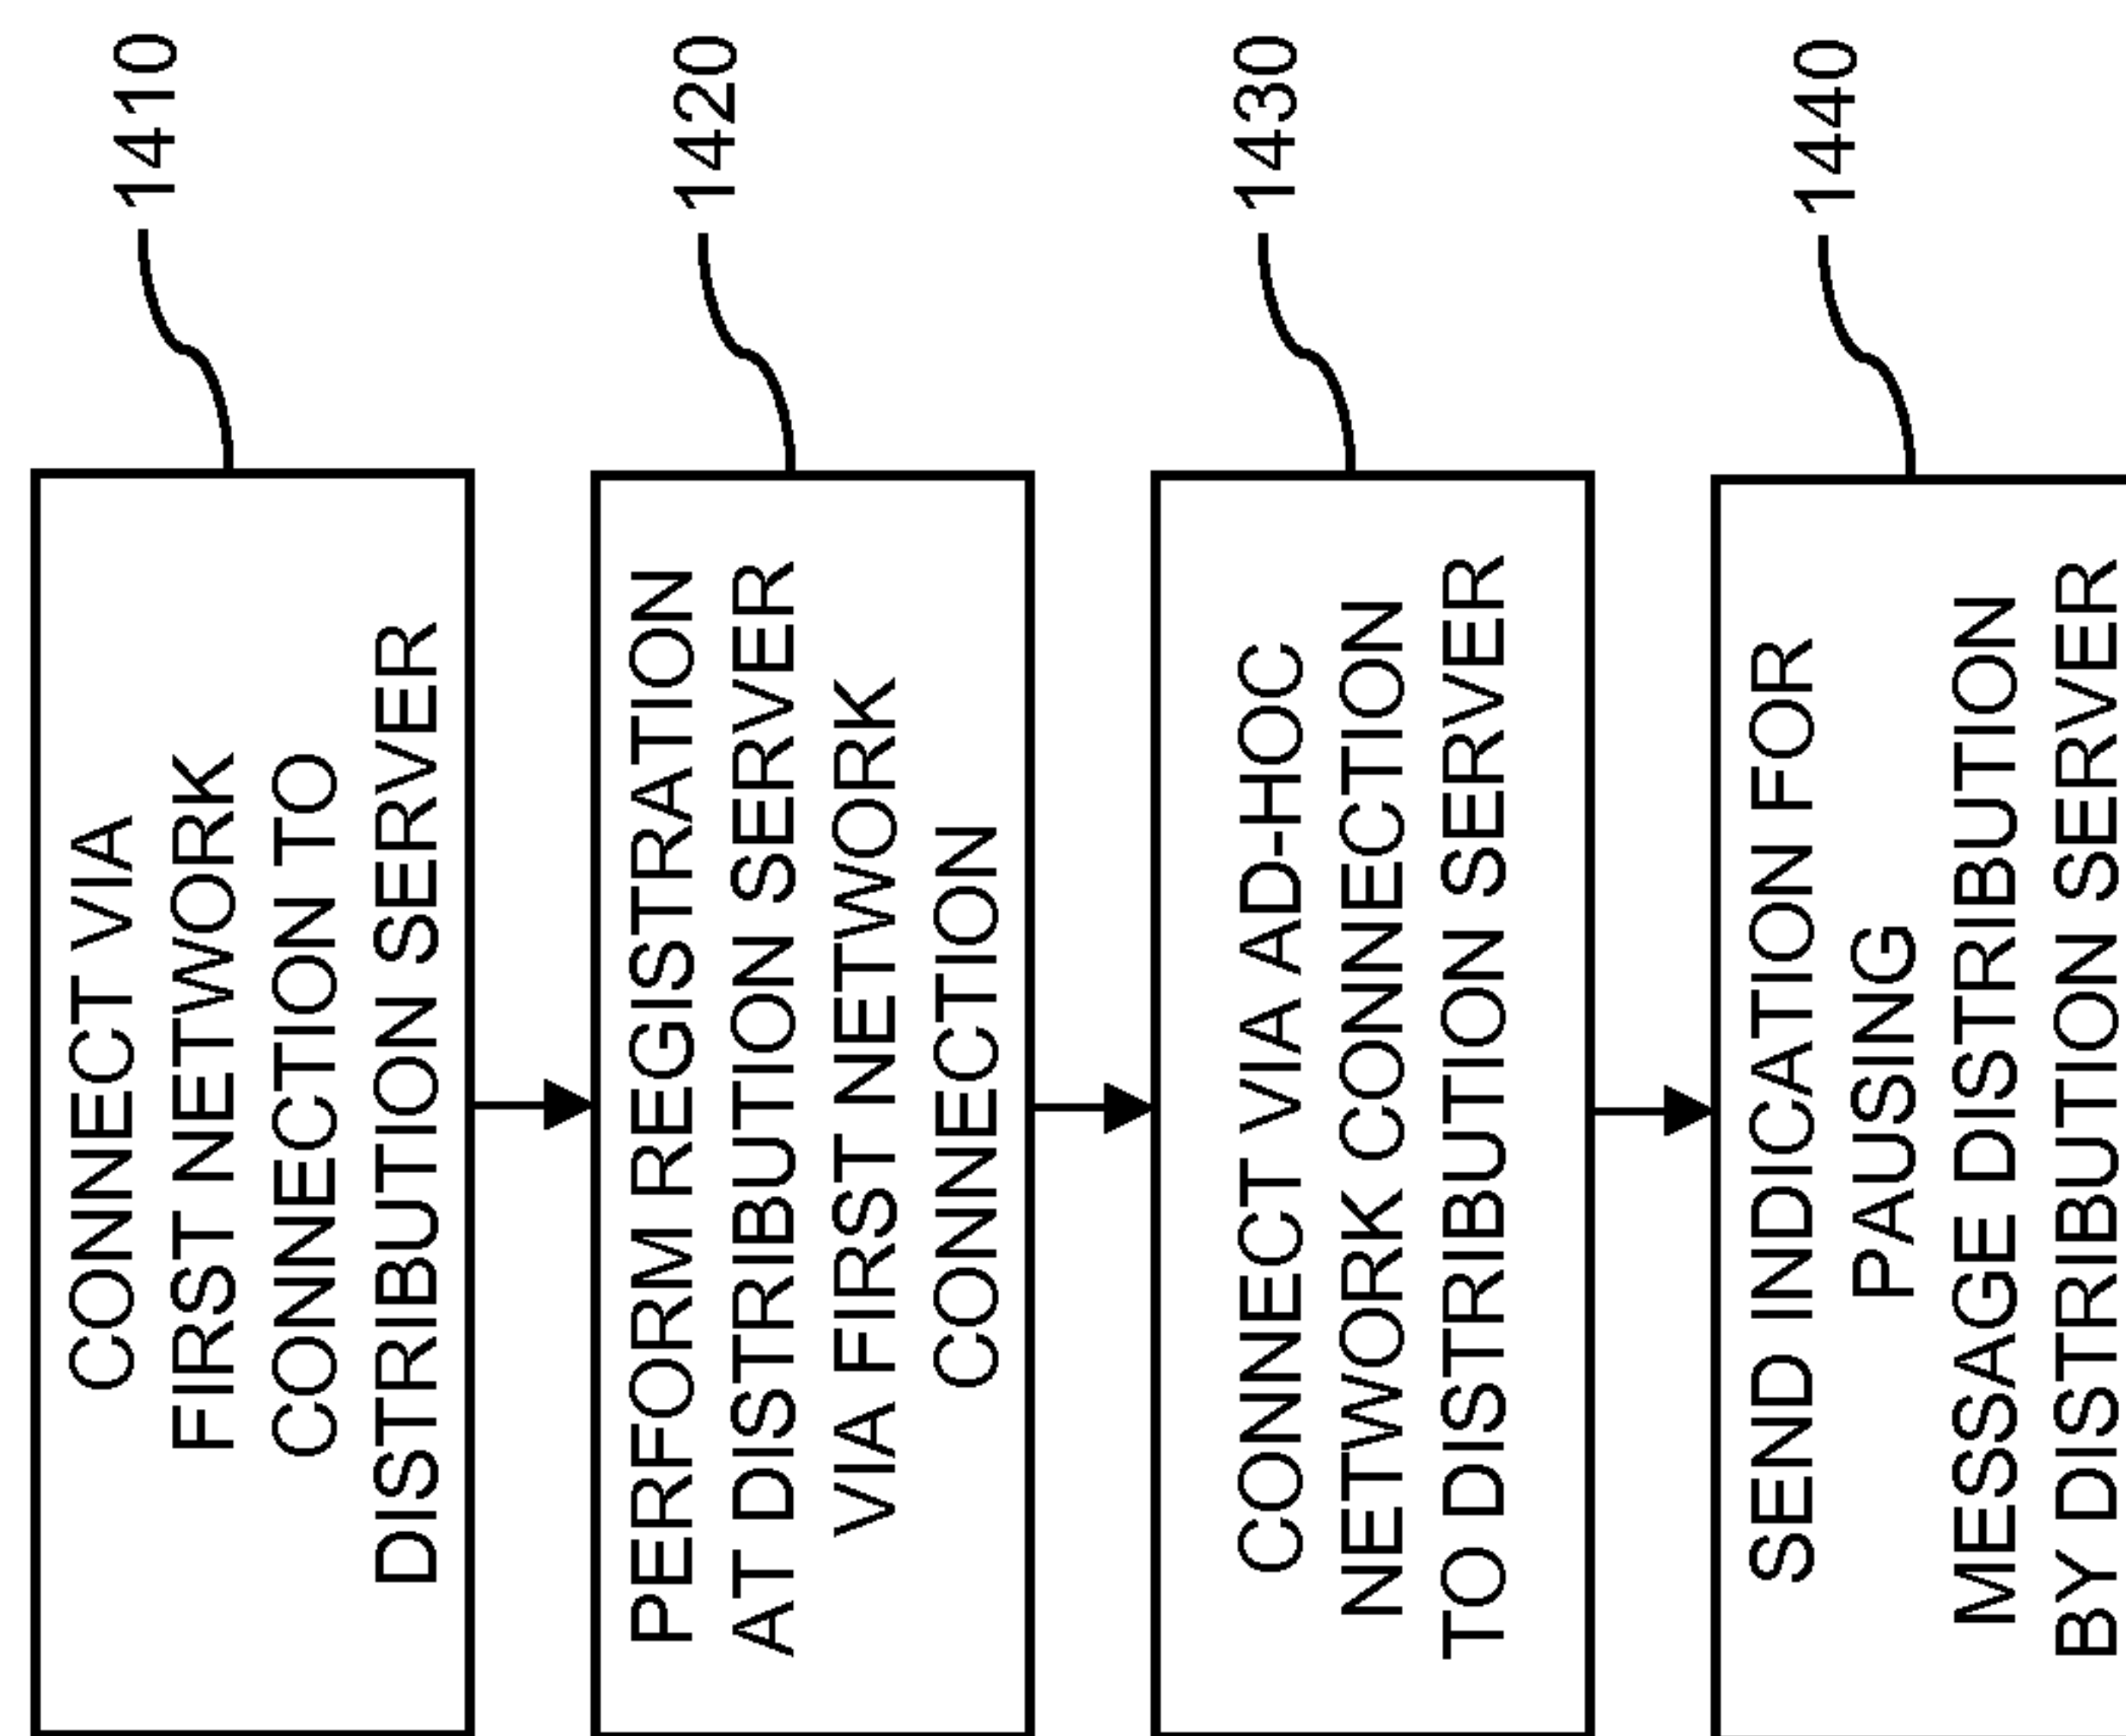 CONNECT VIA
FIRST NETWORK
CONNECTION TO
DISTRIBUTION SERVER
1410
PERFORM REGISTRATION
AT DISTRIBUTION SERVER
VIA FIRST NETWORK
CONNECTION
1420
CONNECT VIA AD-HOC
NETWORK CONNECTION
TO DISTRIBUTION SERVER
1430
SEND INDICATION FOR
PAUSING
MESSAGE DISTRIBUTION
BY DISTRIBUTION SERVER
1440